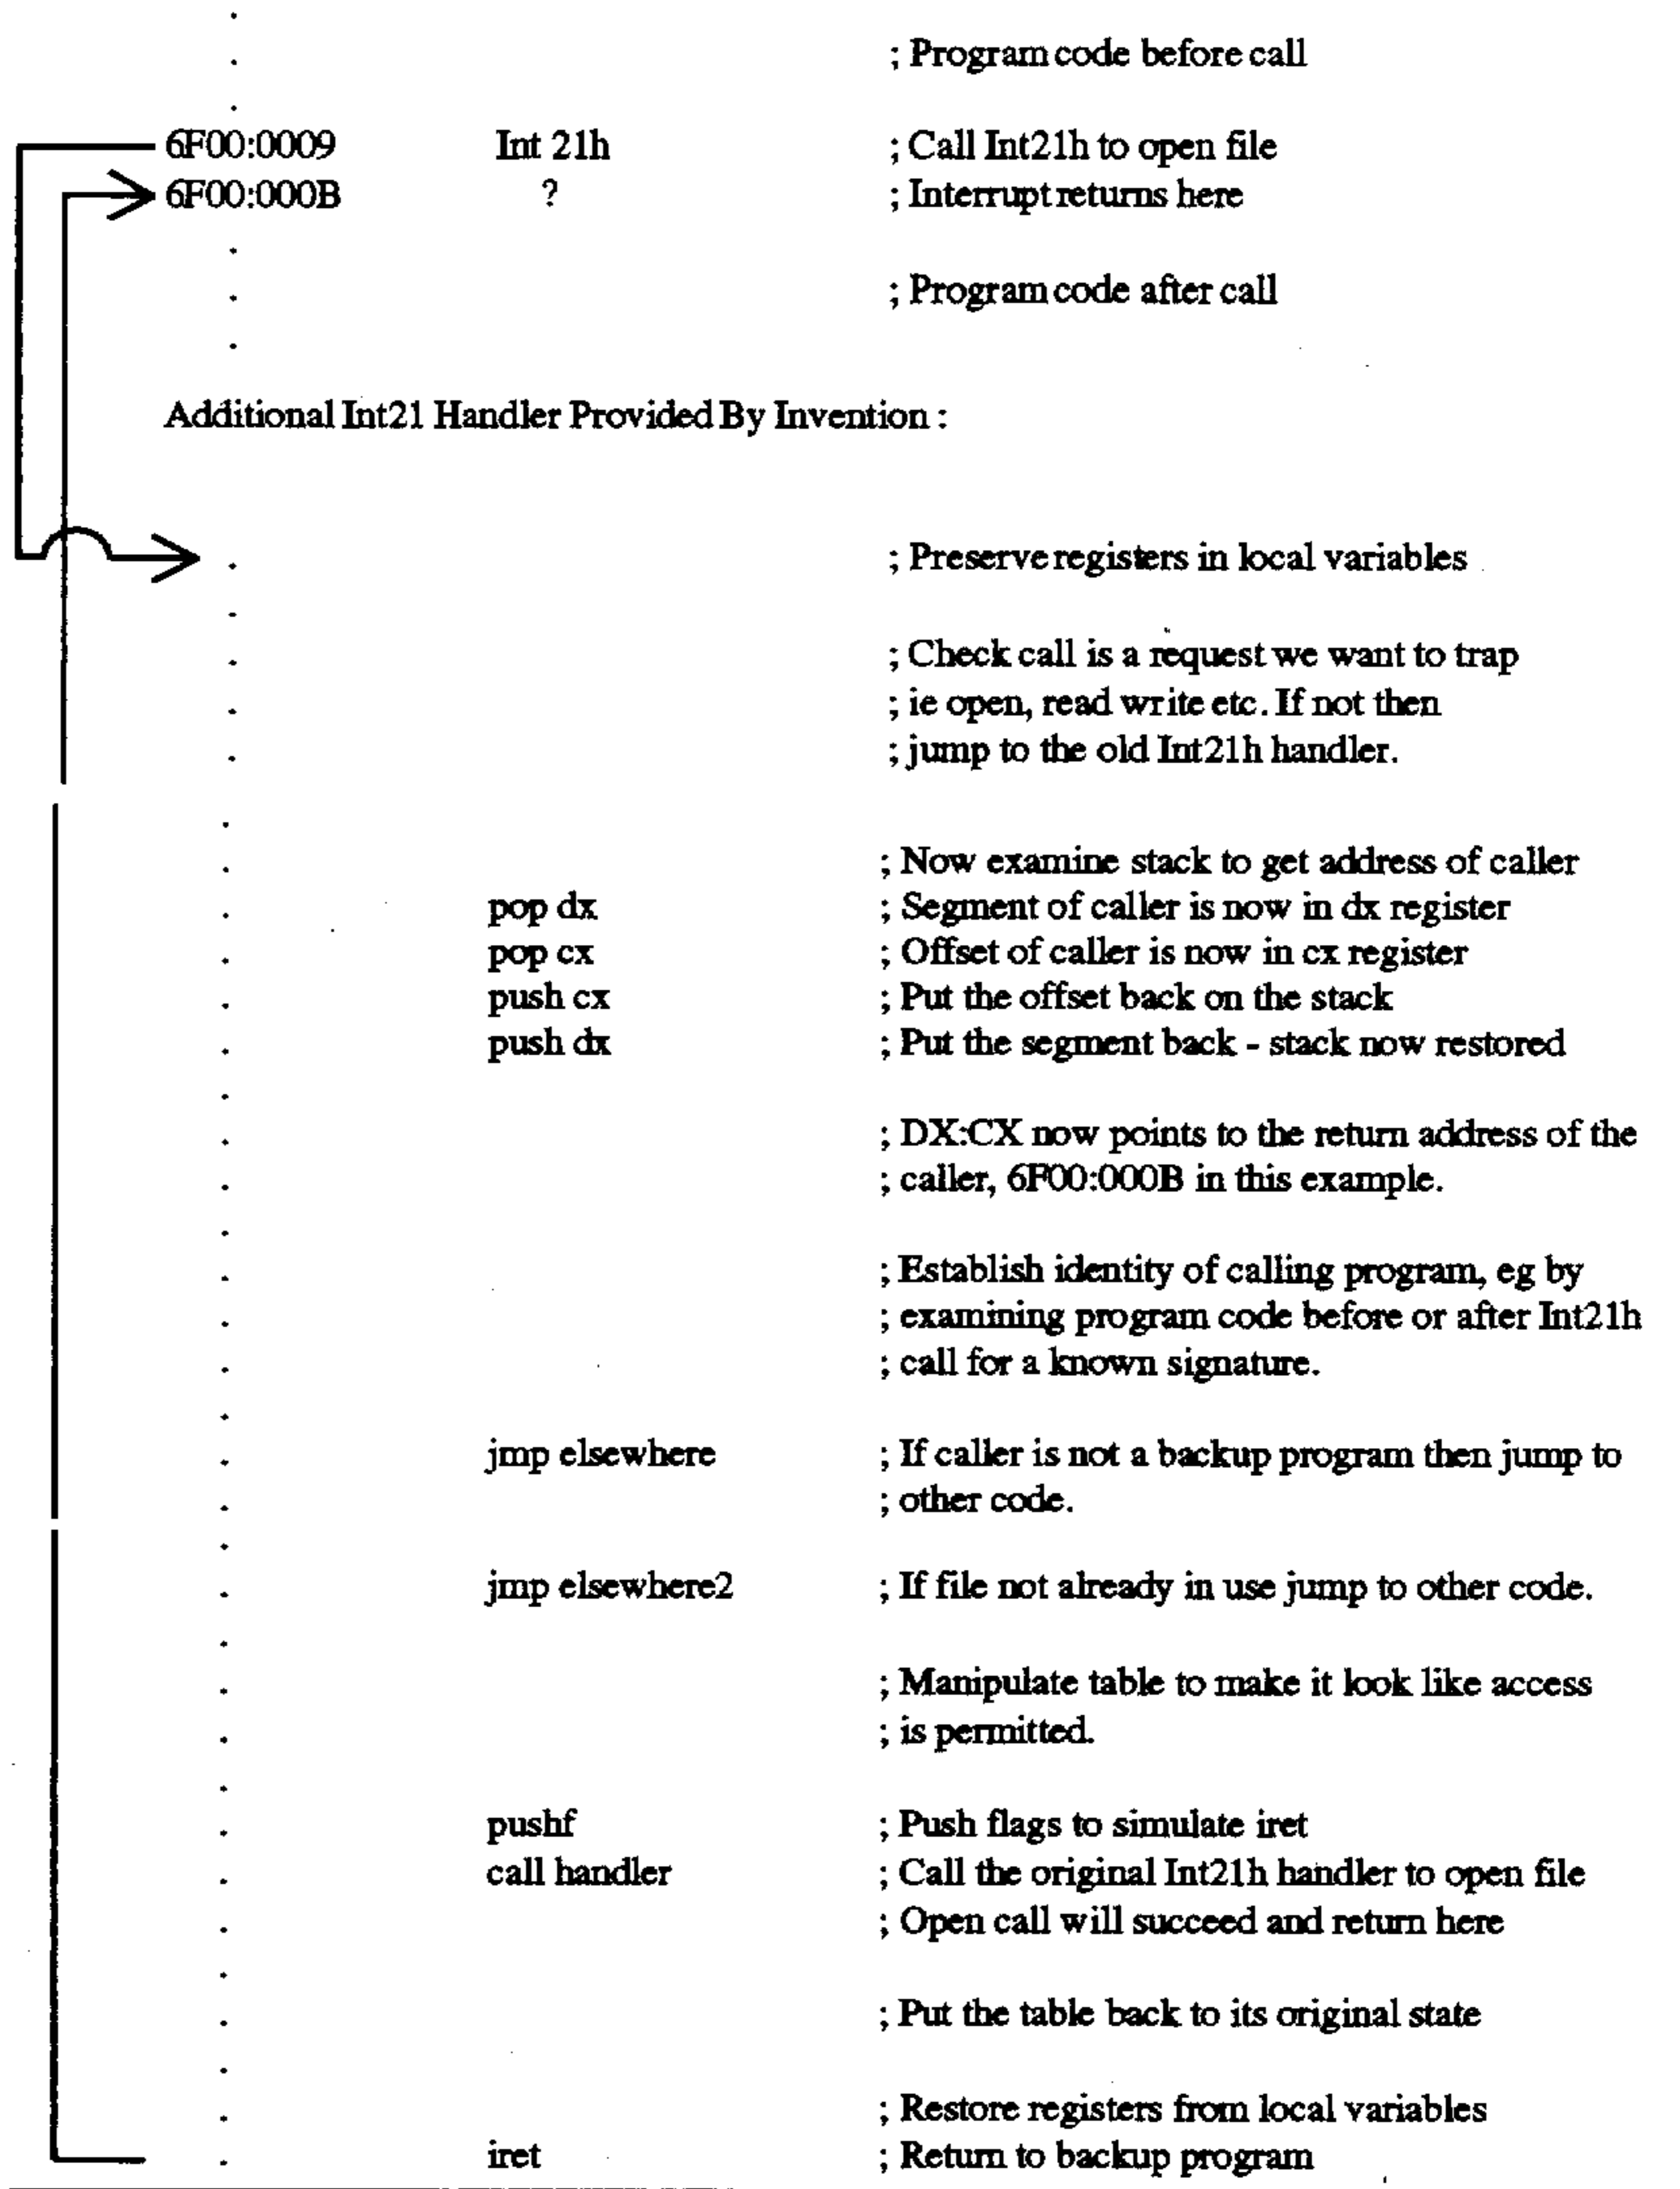 ; Program code before call
6F00:0009 Int 21h ; Call Int21h to open file
6F00:000B ? ; Interrupt returns here
; Program code after call
Additional Int21 Handler Provided By Invention :
; Preserve registers in local variables
; Check call is a request we want to trap
; ie open, read write etc. If not then
; jump to the old Int21h handler.
; Now examine stack to get address of caller
pop dx ; Segment of caller is now in dx register
pop cx ; Offset of caller is now in cx register
push cx ; Put the offset back on the stack
push dx ; Put the segment back - stack now restored
; DX:CX now points to the return address of the
; caller, 6F00:000B in this example.
; Establish identity of calling program, eg by
; examining program code before or after Int21h
; call for a known signature.
jmp elsewhere ; If caller is not a backup program then jump to
; other code.
jmp elsewhere2 ; If file not already in use jump to other code.
; Manipulate table to make it look like access
; is permitted.
pushf ; Push flags to simulate iret
call handler ; Call the original Int21h handler to open file
; Open call will succeed and return here
; Put the table back to its original state
; Restore registers from local variables
iret ; Return to backup program